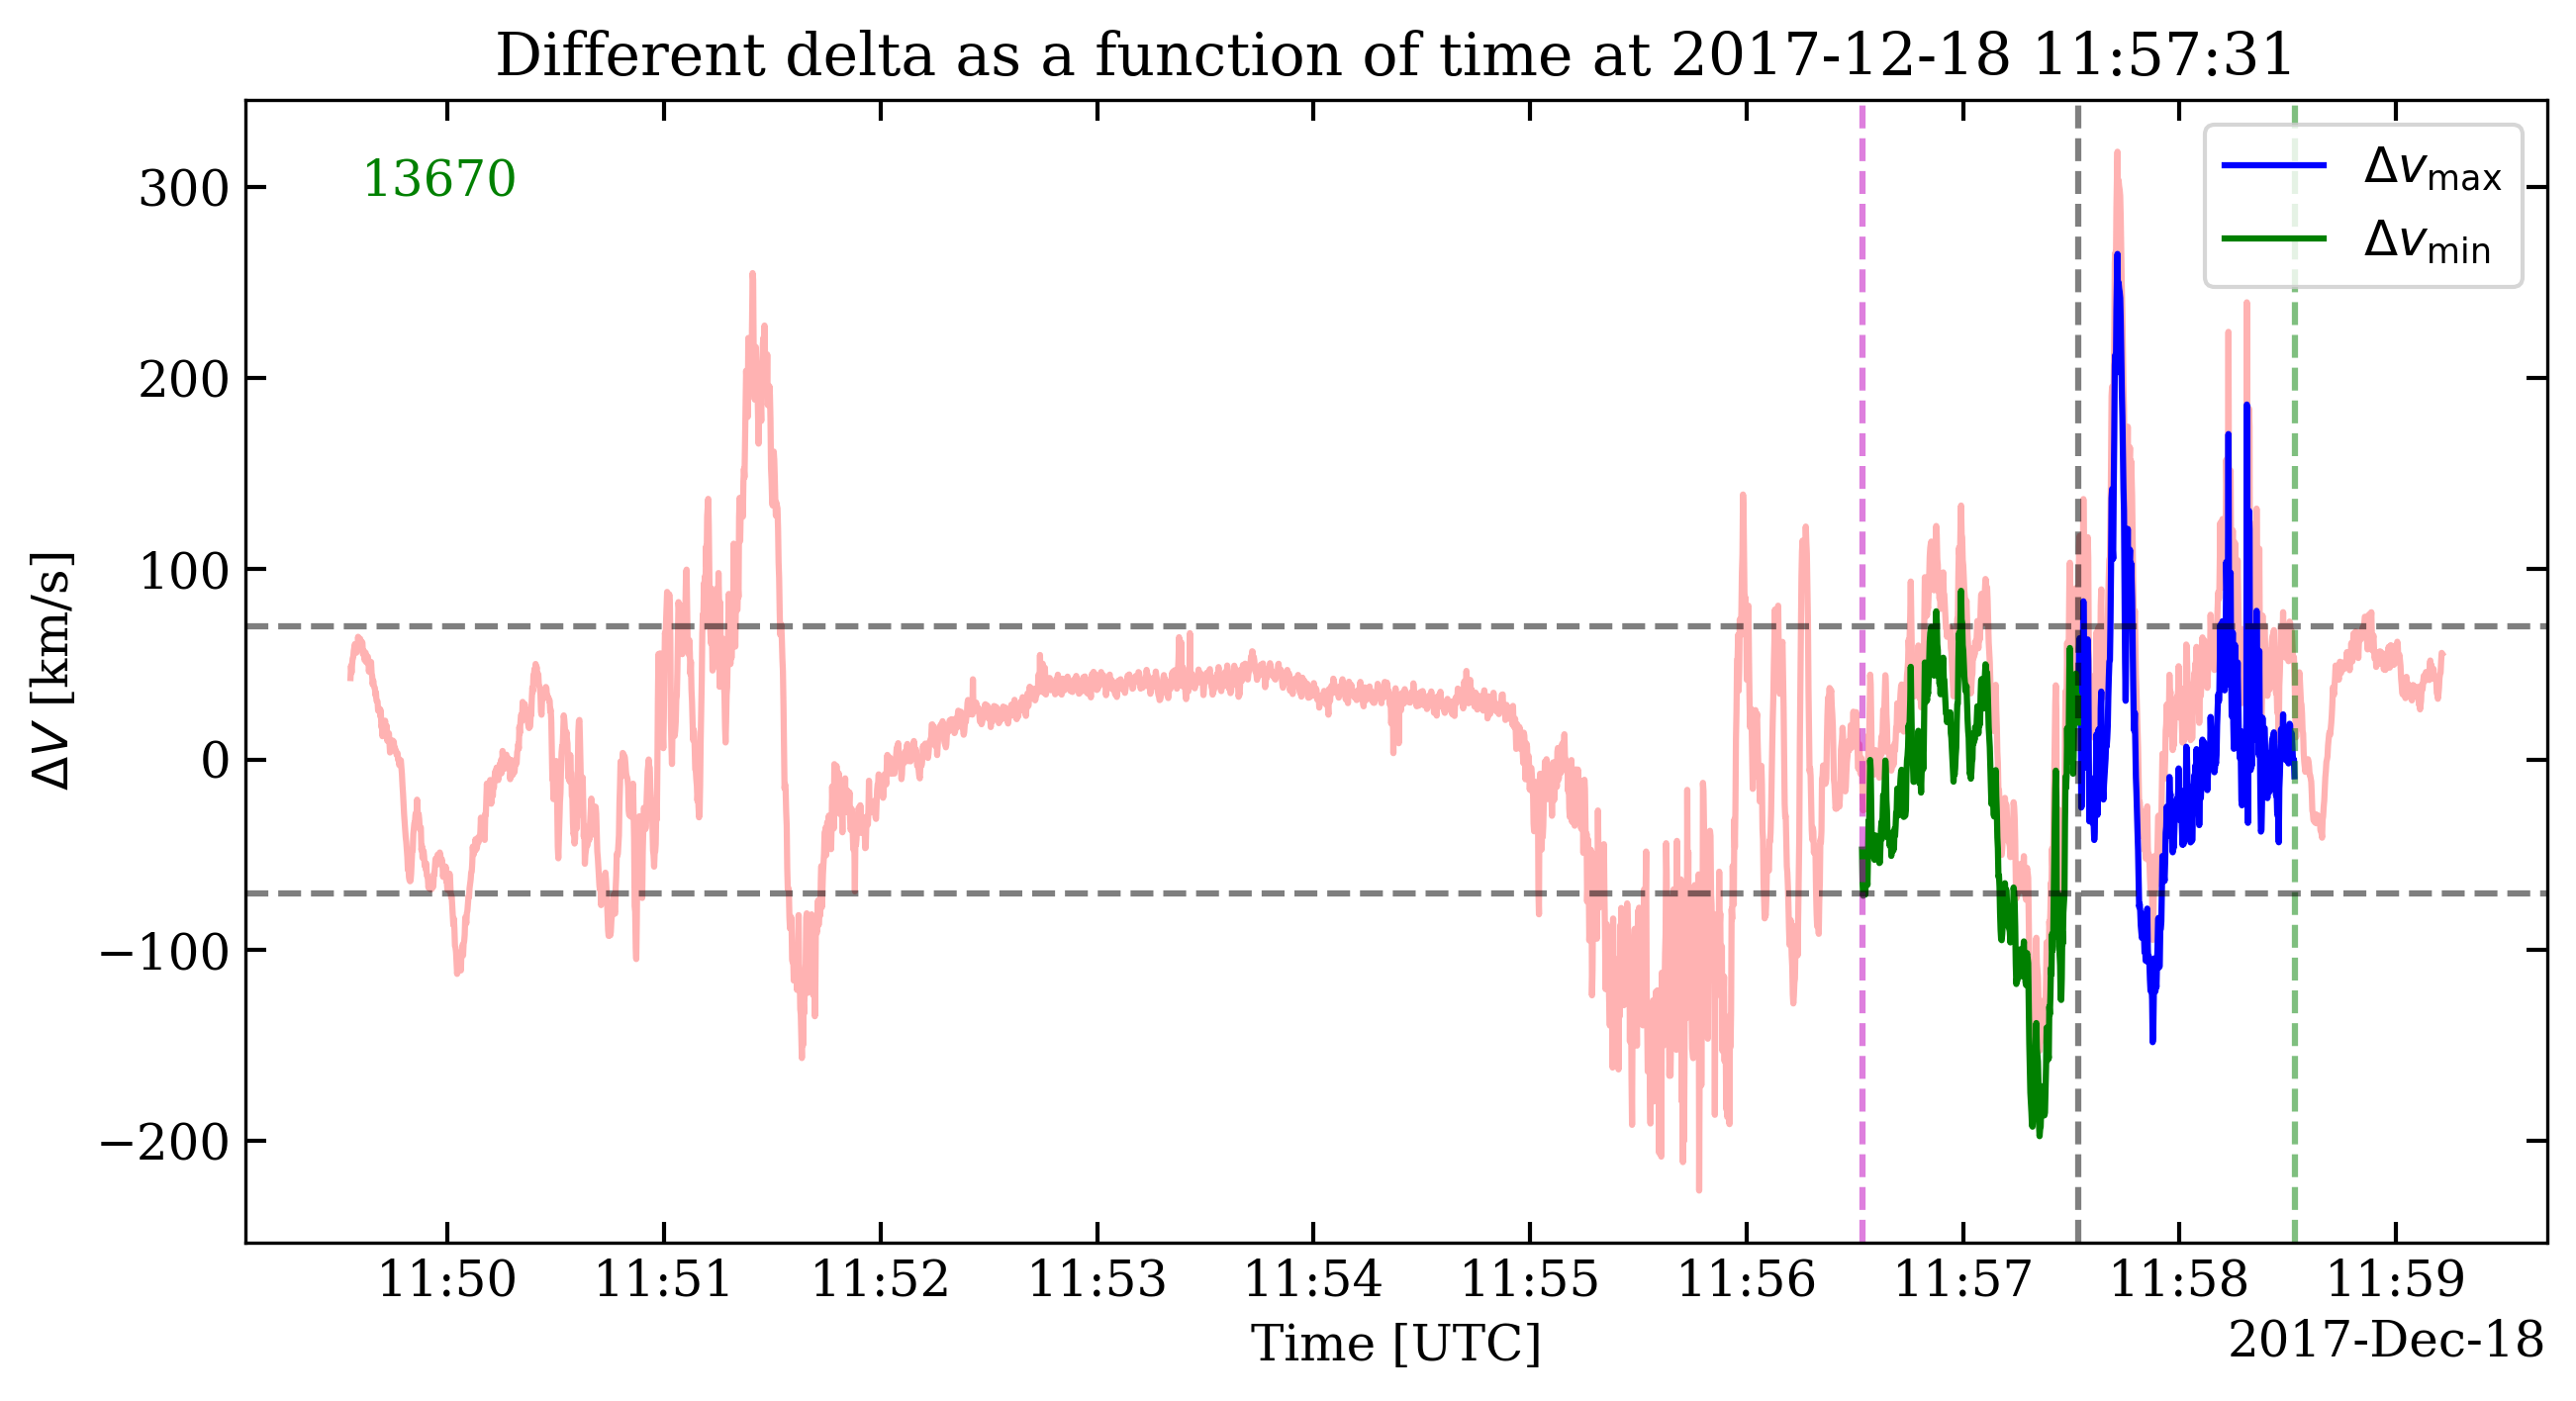 Different delta as a function of time at 2017-12-18 11:57:31
13670
Δv_max
Δv_min
300
200
100
0
−100
−200
ΔV [km/s]
11:50 11:51 11:52 11:53 11:54 11:55 11:56 11:57 11:58 11:59
Time [UTC]
2017-Dec-18